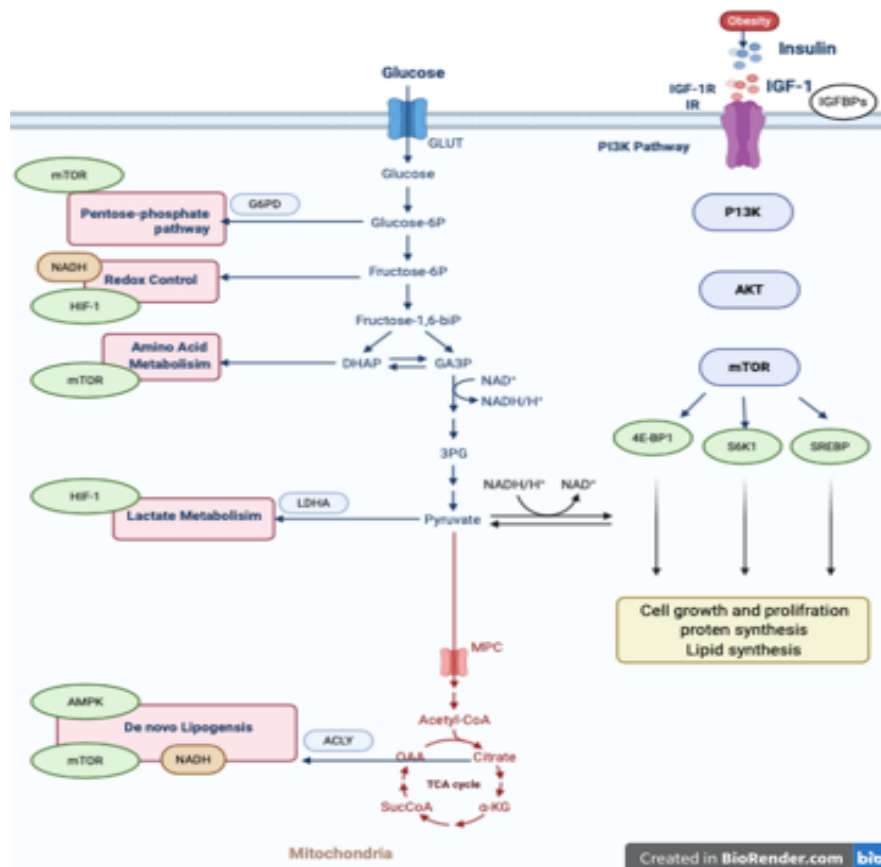 Obesity
Insulin
Glucose
IGF-1R
IR
IGF-1
IGFBPs
GLUT
PI3K Pathway
Glucose
mTOR
G6PD
Pentose-phosphate
pathway
Glucose-6P
P13K
NADH
Redox Control
HIF-1
Fructose-6P
AKT
Fructose-1,6-biP
Amino Acid
Metabolisim
mTOR
DHAP
GA3P
mTOR
NAD⁺
NADH/H⁺
4E-BP1
S6K1
SREBP
3PG
HIF-1
LDHA
Lactate Metabolisim
Pyruvate
NADH/H⁺
NAD⁺
Cell growth and prolifration
proten synthesis
Lipid synthesis
MPC
AMPK
De novo Lipogensis
mTOR
NADH
ACLY
Acetyl-CoA
OAA
Citrate
TCA cycle
SucCoA
α-KG
Mitochondria
Created in BioRender.com
bio